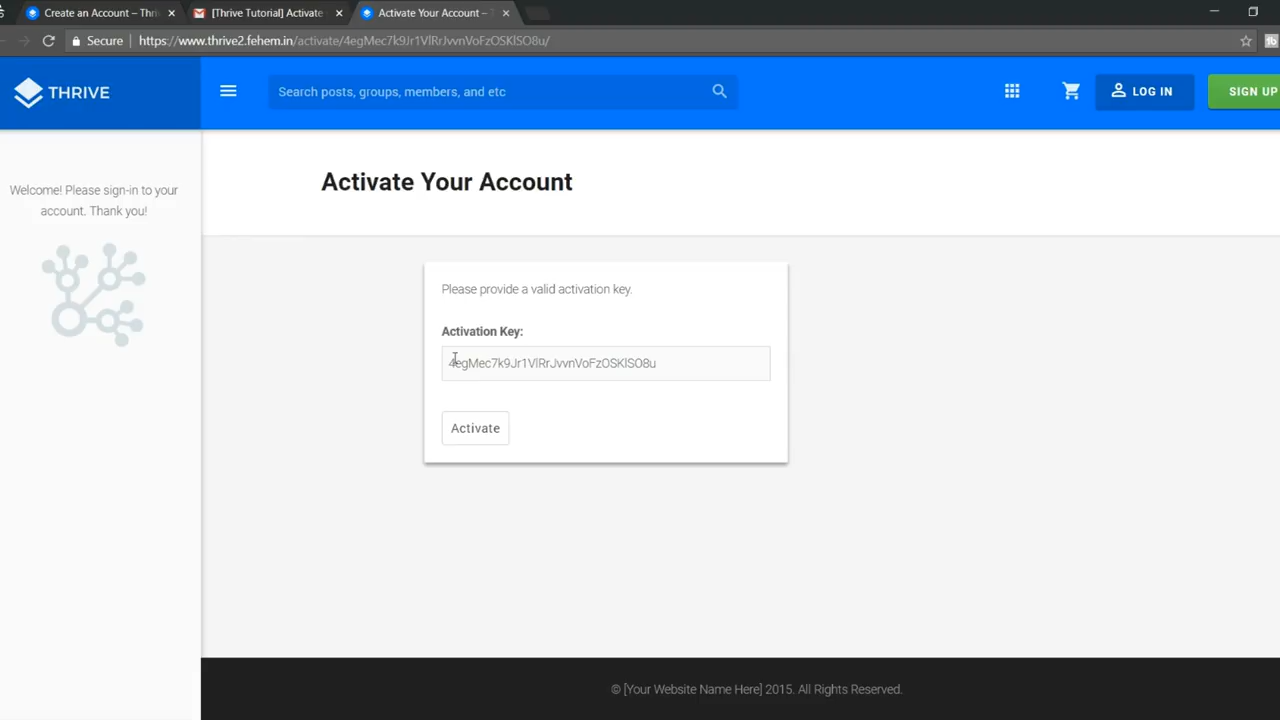 Create an Account – Thri
[Thrive Tutorial] Activate
Activate Your Account –
Secure
https://www.thrive2.fehem.in/activate/4egMec7k9Jr1VlRrJvvnVoFzOSKlSO8u/
THRIVE
Search posts, groups, members, and etc
LOG IN
SIGN UP
Welcome! Please sign-in to your
account. Thank you!
Activate Your Account
Please provide a valid activation key.
Activation Key:
4egMec7k9Jr1VlRrJvvnVoFzOSKlSO8u
Activate
© [Your Website Name Here] 2015. All Rights Reserved.